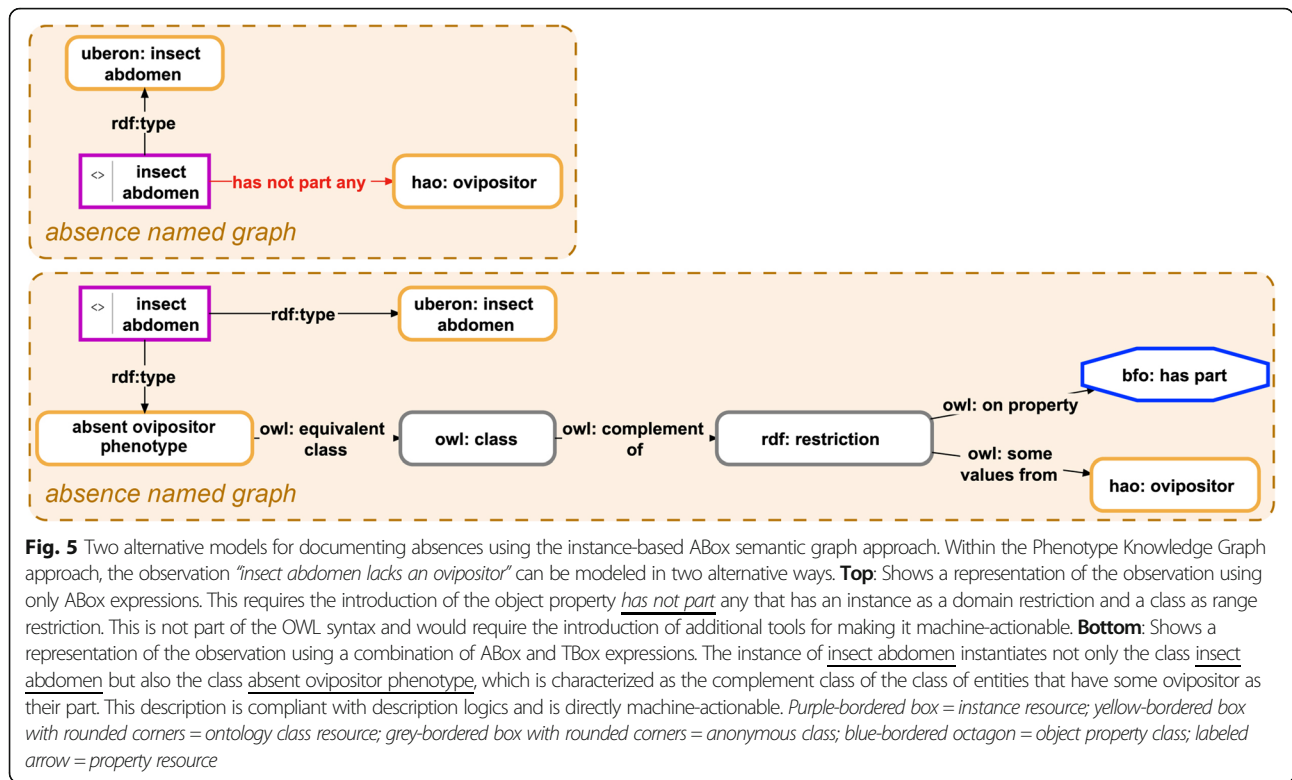 uberon: insect
abdomen
rdf:type
<> insect
abdomen
has not part any
hao: ovipositor
absence named graph
<> insect
abdomen
rdf:type
uberon: insect
abdomen
rdf:type
bfo: has part
owl: on property
absent ovipositor
phenotype
owl: equivalent
class
owl: class
owl: complement
of
rdf: restriction
owl: some
values from
hao: ovipositor
absence named graph
Fig. 5 Two alternative models for documenting absences using the instance-based ABox semantic graph approach. Within the Phenotype Knowledge Graph
approach, the observation "insect abdomen lacks an ovipositor" can be modeled in two alternative ways. Top: Shows a representation of the observation using
only ABox expressions. This requires the introduction of the object property has not part any that has an instance as a domain restriction and a class as range
restriction. This is not part of the OWL syntax and would require the introduction of additional tools for making it machine-actionable. Bottom: Shows a
representation of the observation using a combination of ABox and TBox expressions. The instance of insect abdomen instantiates not only the class insect
abdomen but also the class absent ovipositor phenotype, which is characterized as the complement class of the class of entities that have some ovipositor as
their part. This description is compliant with description logics and is directly machine-actionable. Purple-bordered box = instance resource; yellow-bordered box
with rounded corners = ontology class resource; grey-bordered box with rounded corners = anonymous class; blue-bordered octagon = object property class; labeled
arrow = property resource